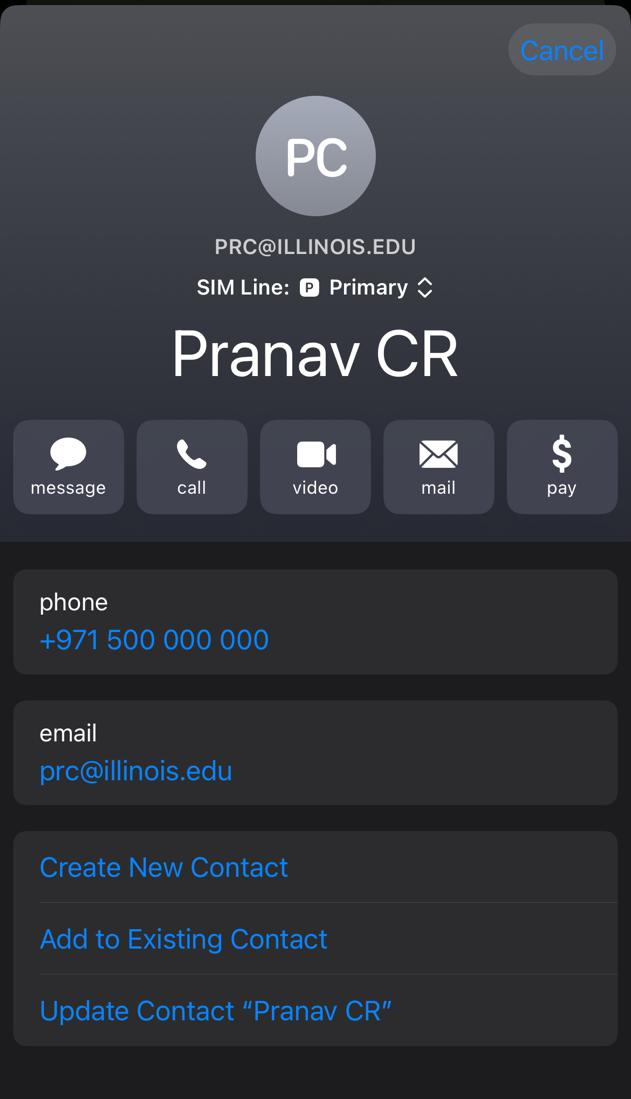 Cancel
PC
PRC@ILLINOIS.EDU
SIM Line: P Primary
Pranav CR
message
call
video
mail
pay
phone
+971 500 000 000
email
prc@illinois.edu
Create New Contact
Add to Existing Contact
Update Contact “Pranav CR”